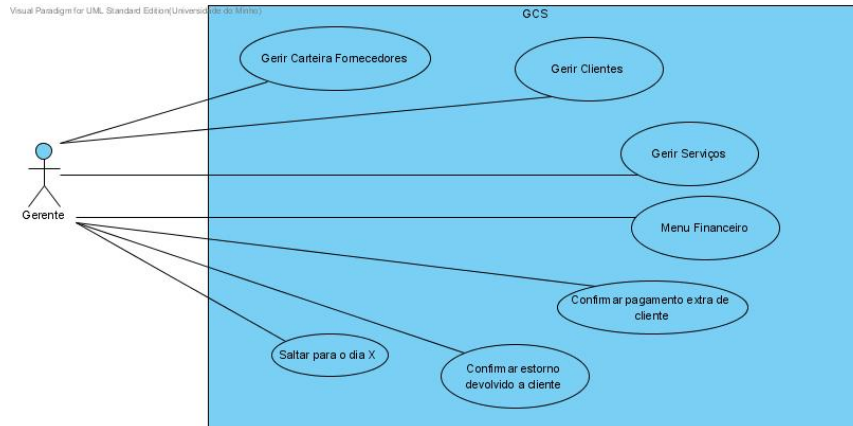 Visual Paradigm for UML Standard Edition(Universidade do Minho)
GCS
Gerir Carteira Fornecedores
Gerir Clientes
Gerir Serviços
Gerente
Menu Financeiro
Confirmar pagamento extra de
cliente
Saltar para o dia X
Confirmar estorno
devolvido a cliente